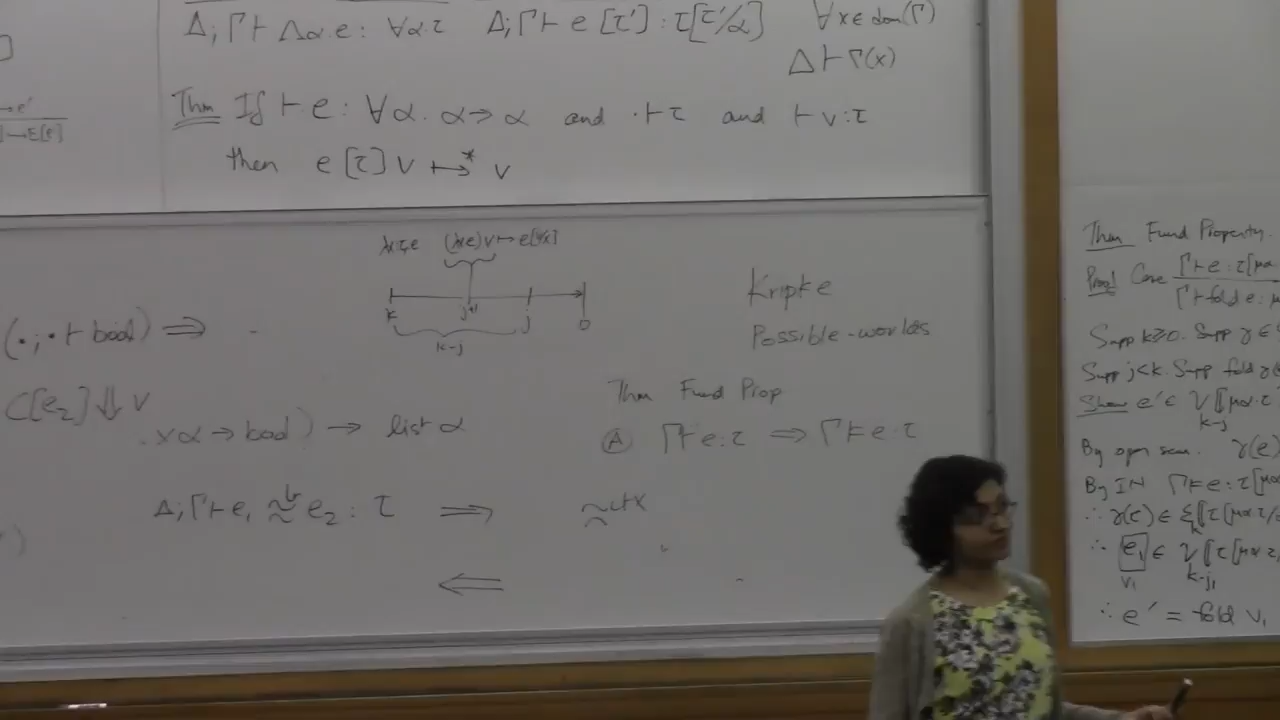 Δ; Γ ⊢ Λα.e : ∀α.τ    Δ; Γ ⊢ e [τ'] : τ[τ'/α]    ∀x∈dom(Γ)
Δ ⊢ Γ(x)
Thm If ⊢ e : ∀α. α→α and ·⊢τ and ⊢ v:τ
then e [τ] v ↦* v
(·;·⊢ bool) ⇒
C[e₂] ⇓ v
∀α → bool) → list α
Δ; Γ ⊢ e₁ ≈ e₂ : τ ⇒ ≈ctx
⇐
(λx.e) v ↦ e[v/x]
k j+1 j 0
k-j
Kripke
Possible-worlds
Thm Fund Prop
Ⓐ Γ⊢e:τ ⇒ Γ⊨e:τ
Thm Fund Property
Proof Case Γ⊢e:τ[μα
Γ⊢fold e: μ
Supp k≥0. Supp γ∈
Supp j<k. Supp fold γ(
Show e' ∈ V k-j ⟦μα.τ
By oper sem. γ(e)
By IH Γ⊨e:τ[μα
∴ γ(e) ∈ ℰ k ⟦τ[μα.τ/
∴ e₁ ∈ V k-j₁ ⟦τ[μα.τ
v₁
∴ e' = fold v₁